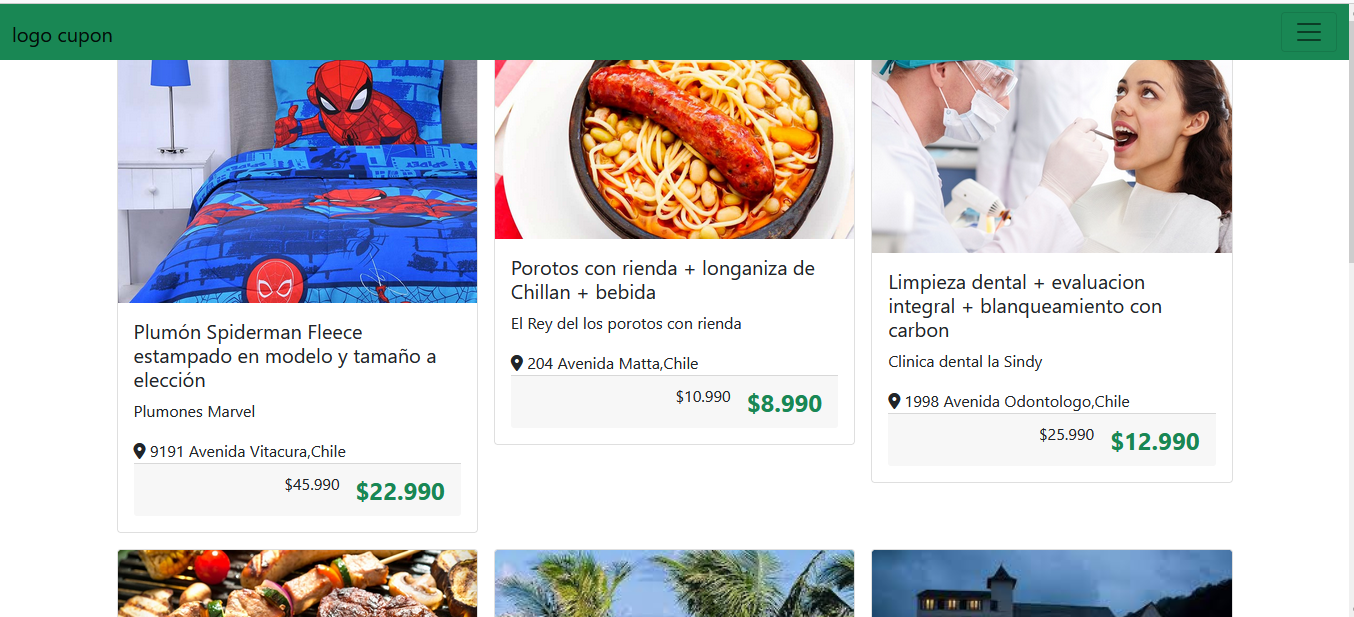 logo cupon
Plumón Spiderman Fleece
estampado en modelo y tamaño a
elección
Plumones Marvel
9191 Avenida Vitacura,Chile
$45.990 $22.990
Porotos con rienda + longaniza de
Chillan + bebida
El Rey del los porotos con rienda
204 Avenida Matta,Chile
$10.990 $8.990
Limpieza dental + evaluacion
integral + blanqueamiento con
carbon
Clinica dental la Sindy
1998 Avenida Odontologo,Chile
$25.990 $12.990